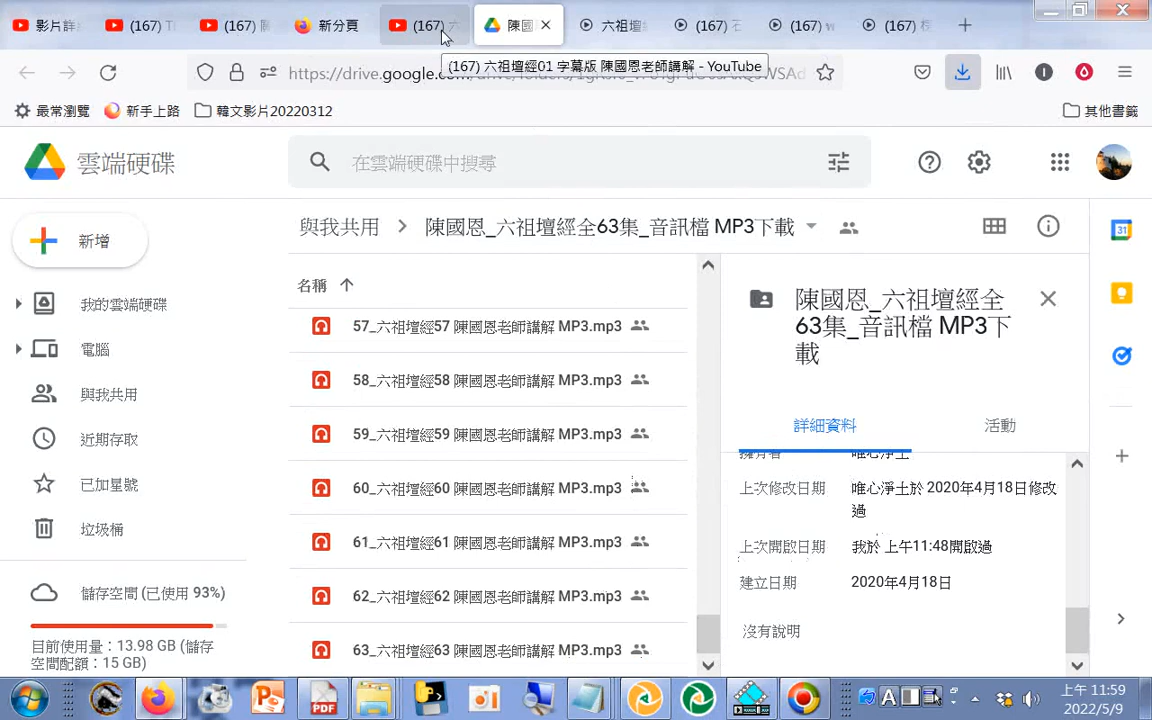 影片詳
(167) T
(167)
新分頁
(167) 六
陳國
六祖壇
(167) 石
(167) w
(167)
https://drive.google.co
(167) 六祖壇經01 字幕版 陳國恩老師講解 - YouTube
最常瀏覽
新手上路
韓文影片20220312
其他書籤
雲端硬碟
在雲端硬碟中搜尋
新增
與我共用
陳國恩_六祖壇經全63集_音訊檔 MP3下載
我的雲端硬碟
電腦
與我共用
近期存取
已加星號
垃圾桶
儲存空間 (已使用 93%)
目前使用量：13.98 GB (儲存
空間配額：15 GB)
名稱
57_六祖壇經57 陳國恩老師講解 MP3.mp3
58_六祖壇經58 陳國恩老師講解 MP3.mp3
59_六祖壇經59 陳國恩老師講解 MP3.mp3
60_六祖壇經60 陳國恩老師講解 MP3.mp3
61_六祖壇經61 陳國恩老師講解 MP3.mp3
62_六祖壇經62 陳國恩老師講解 MP3.mp3
63_六祖壇經63 陳國恩老師講解 MP3.mp3
陳國恩_六祖壇經全
63集_音訊檔 MP3下
載
詳細資料
活動
擁有者 唯心淨土
上次修改日期 唯心淨土於 2020年4月18日修改
過
上次開啟日期 我於 上午11:48開啟過
建立日期 2020年4月18日
沒有說明
31
PDF
A
上午 11:59
2022/5/9